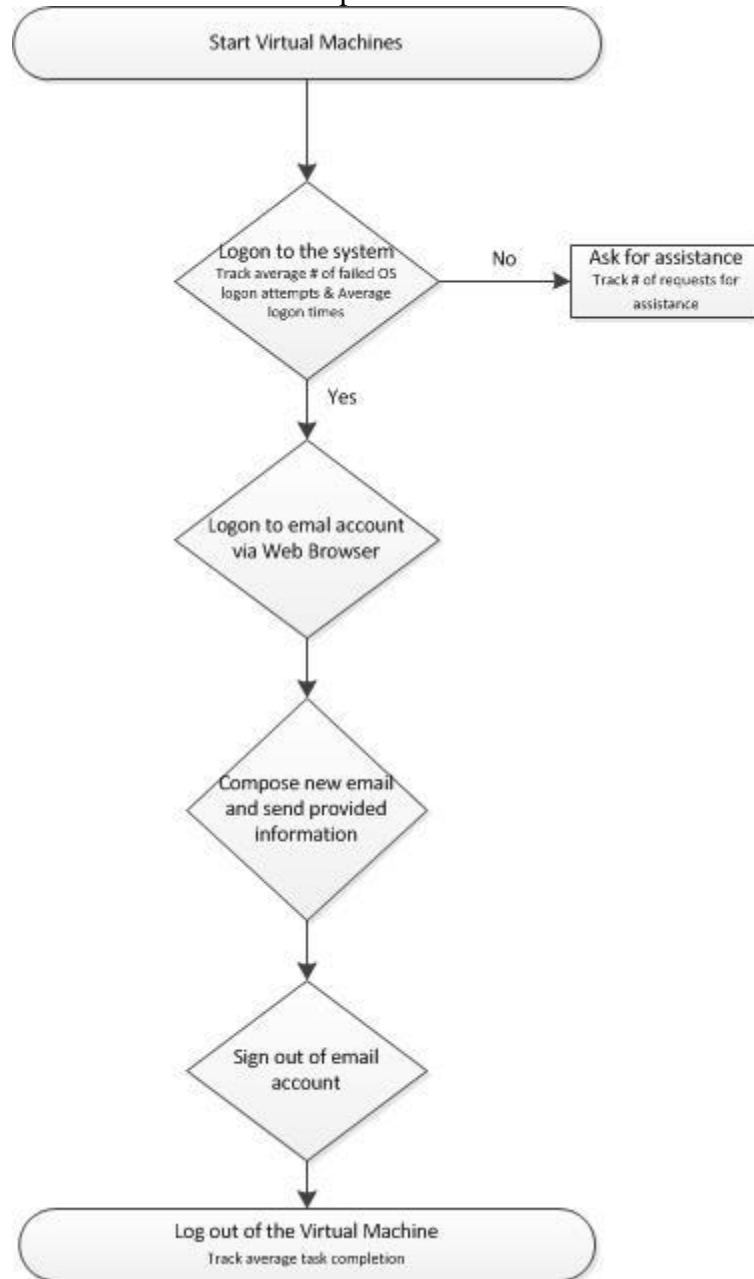 Start Virtual Machines
Logon to the system
Track average # of failed OS
logon attempts & Average
logon times
No
Ask for assistance
Track # of requests for
assistance
Yes
Logon to emal account
via Web Browser
Compose new email
and send provided
information
Sign out of email
account
Log out of the Virtual Machine
Track average task completion